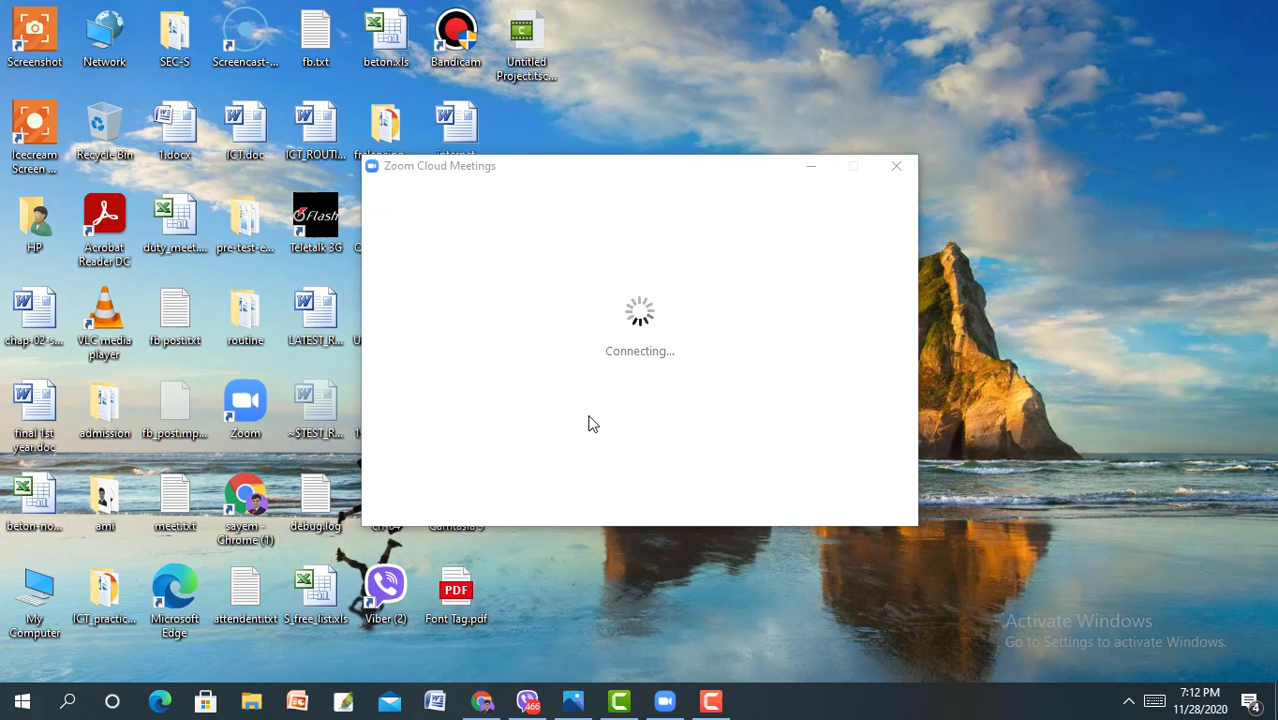 Screenshot
Network
SEC-S
Screencast-...
fb.txt
beton.xls
Bandicam
Untitled
Project.tsc...
Icecream
Screen ...
Recycle Bin
1.docx
ICT.doc
ICT_ROUTI...
Zoom Cloud Meetings
HP
Acrobat
Reader DC
duty_meet....
pre-test-e...
Flash
Teletalk 3G
chap-02-s...
VLC media
player
fb post.txt
routine
LATEST_R...
Connecting...
final 1st
year.doc
admission
fb_post.mp...
Zoom
~$TEST_R...
beton-no...
ami
meet.txt
sayem -
Chrome (1)
debug.log
My
Computer
ICT_practic...
Microsoft
Edge
attendent.txt
S_free_list.xls
Viber (2)
PDF
Font Tag.pdf
Activate Windows
Go to Settings to activate Windows.
466
7:12 PM
11/28/2020
4